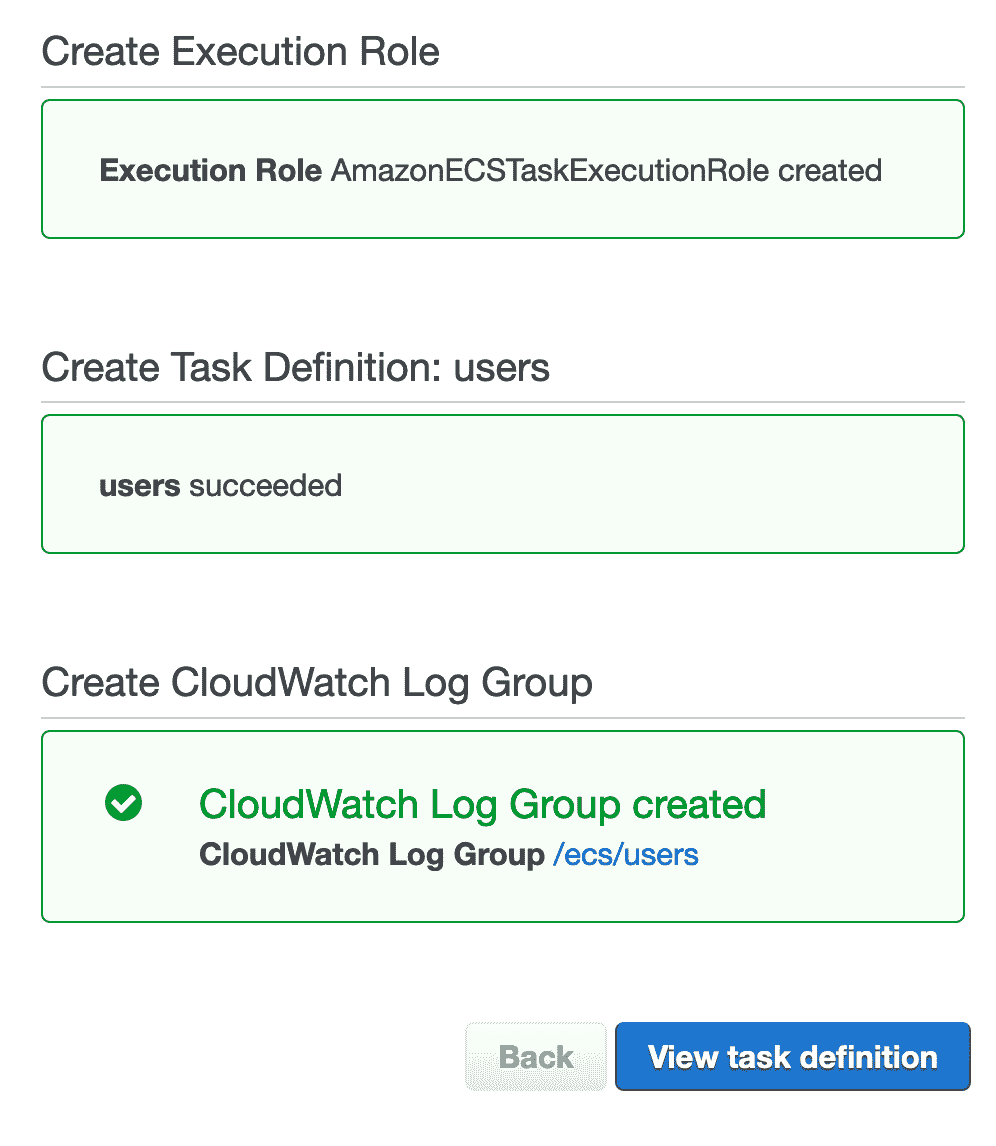 Create Execution Role
Execution Role AmazonECSTaskExecutionRole created
Create Task Definition: users
users succeeded
Create CloudWatch Log Group
CloudWatch Log Group created
CloudWatch Log Group /ecs/users
Back View task definition